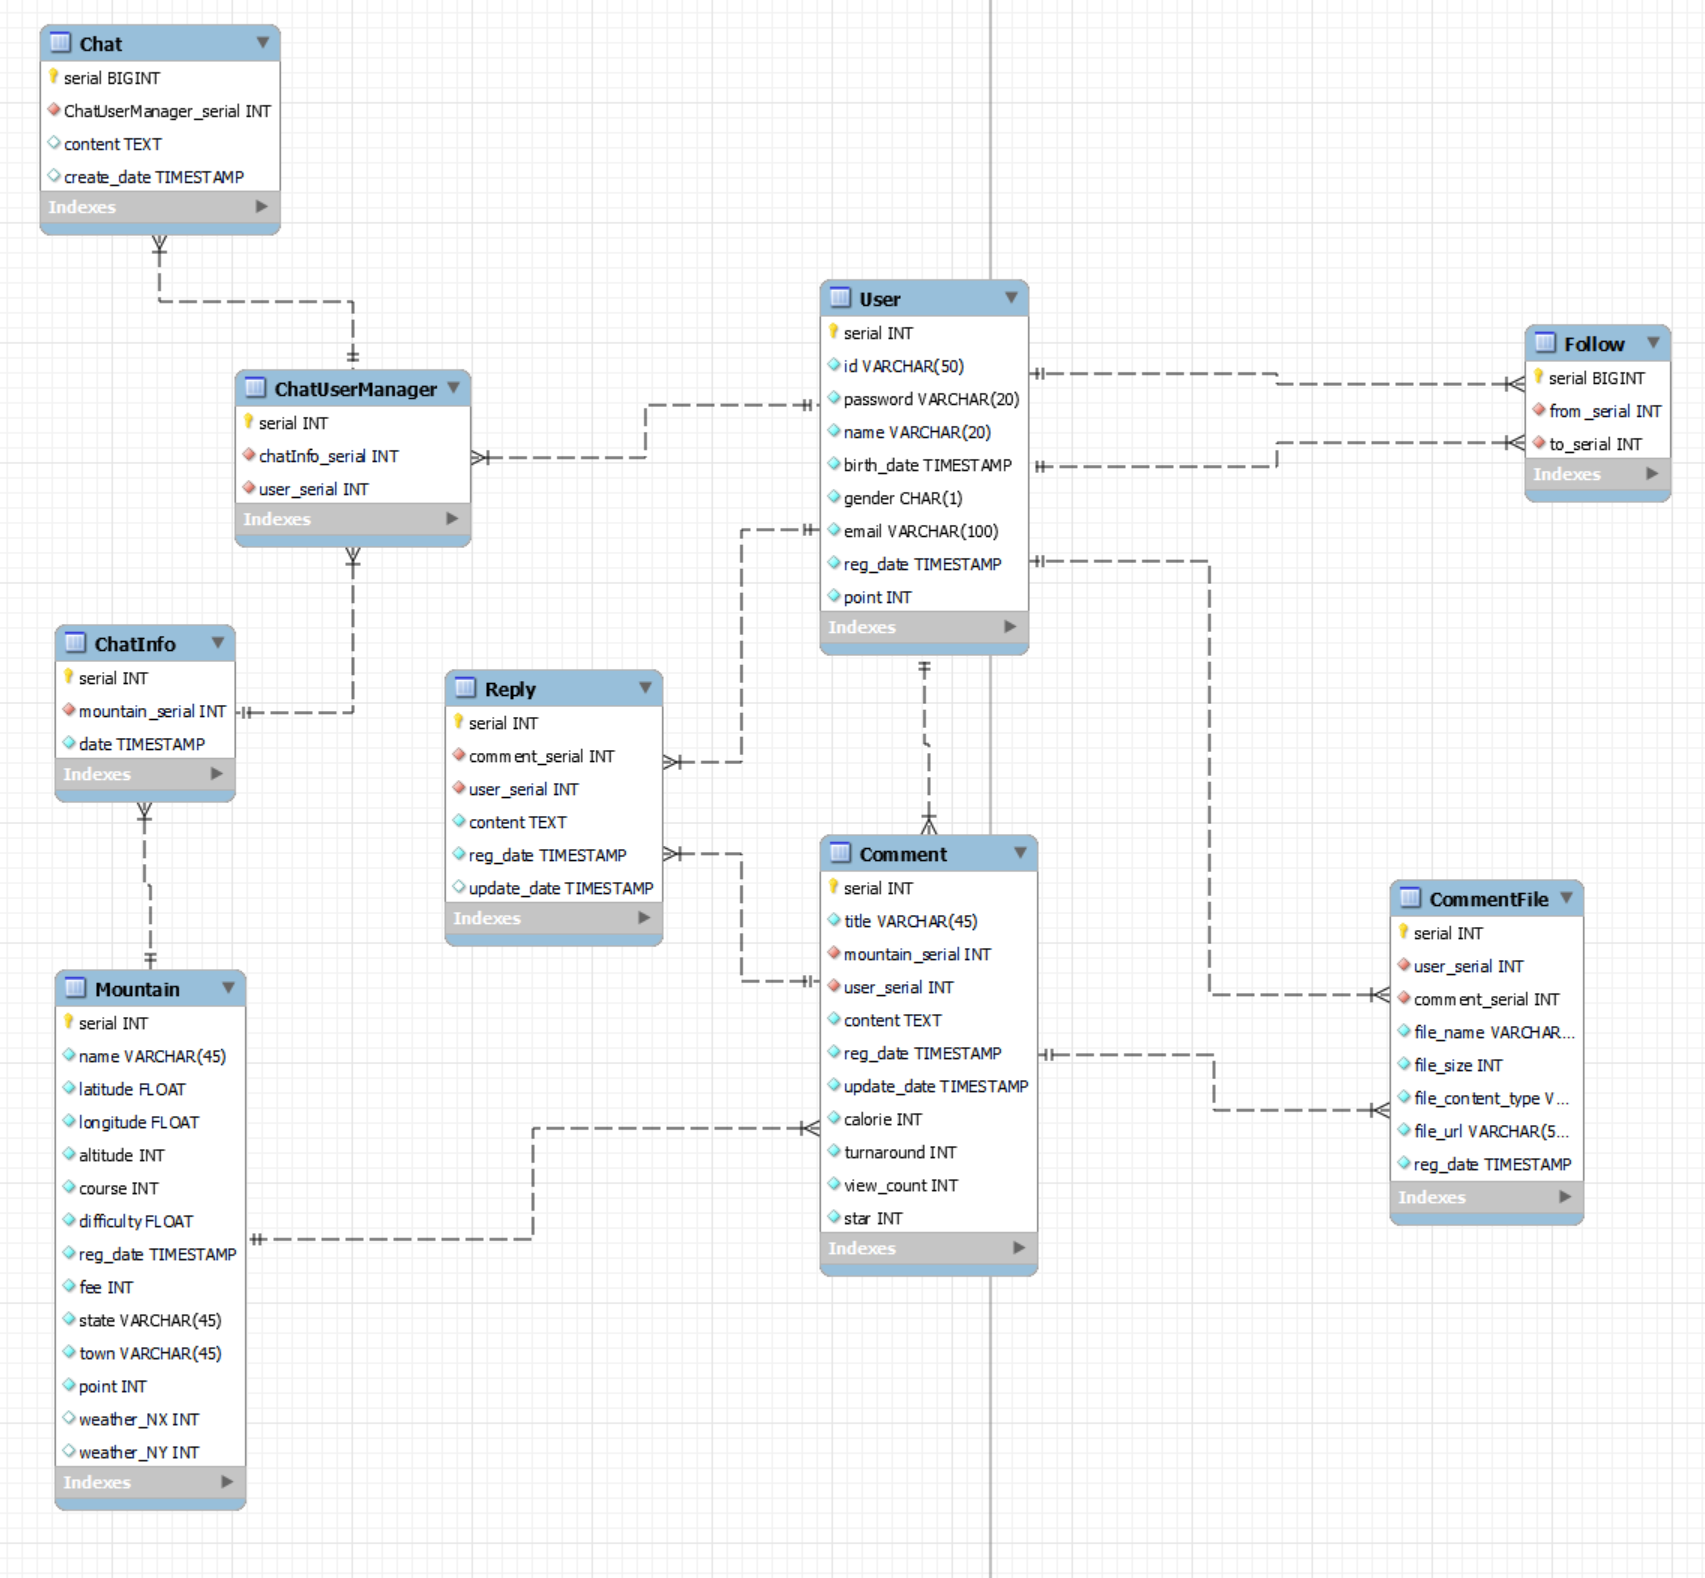 Chat
serial BIGINT
ChatUserManager_serial INT
content TEXT
create_date TIMESTAMP
Indexes
ChatUserManager
serial INT
chatInfo_serial INT
user_serial INT
Indexes
ChatInfo
serial INT
mountain_serial INT
date TIMESTAMP
Indexes
Mountain
serial INT
name VARCHAR(45)
latitude FLOAT
longitude FLOAT
altitude INT
course INT
difficulty FLOAT
reg_date TIMESTAMP
fee INT
state VARCHAR(45)
town VARCHAR(45)
point INT
weather_NX INT
weather_NY INT
Indexes
Reply
serial INT
comment_serial INT
user_serial INT
content TEXT
reg_date TIMESTAMP
update_date TIMESTAMP
Indexes
User
serial INT
id VARCHAR(50)
password VARCHAR(20)
name VARCHAR(20)
birth_date TIMESTAMP
gender CHAR(1)
email VARCHAR(100)
reg_date TIMESTAMP
point INT
Indexes
Comment
serial INT
title VARCHAR(45)
mountain_serial INT
user_serial INT
content TEXT
reg_date TIMESTAMP
update_date TIMESTAMP
calorie INT
turnaround INT
view_count INT
star INT
Indexes
Follow
serial BIGINT
from_serial INT
to_serial INT
Indexes
CommentFile
serial INT
user_serial INT
comment_serial INT
file_name VARCHAR...
file_size INT
file_content_type V...
file_url VARCHAR(5...
reg_date TIMESTAMP
Indexes